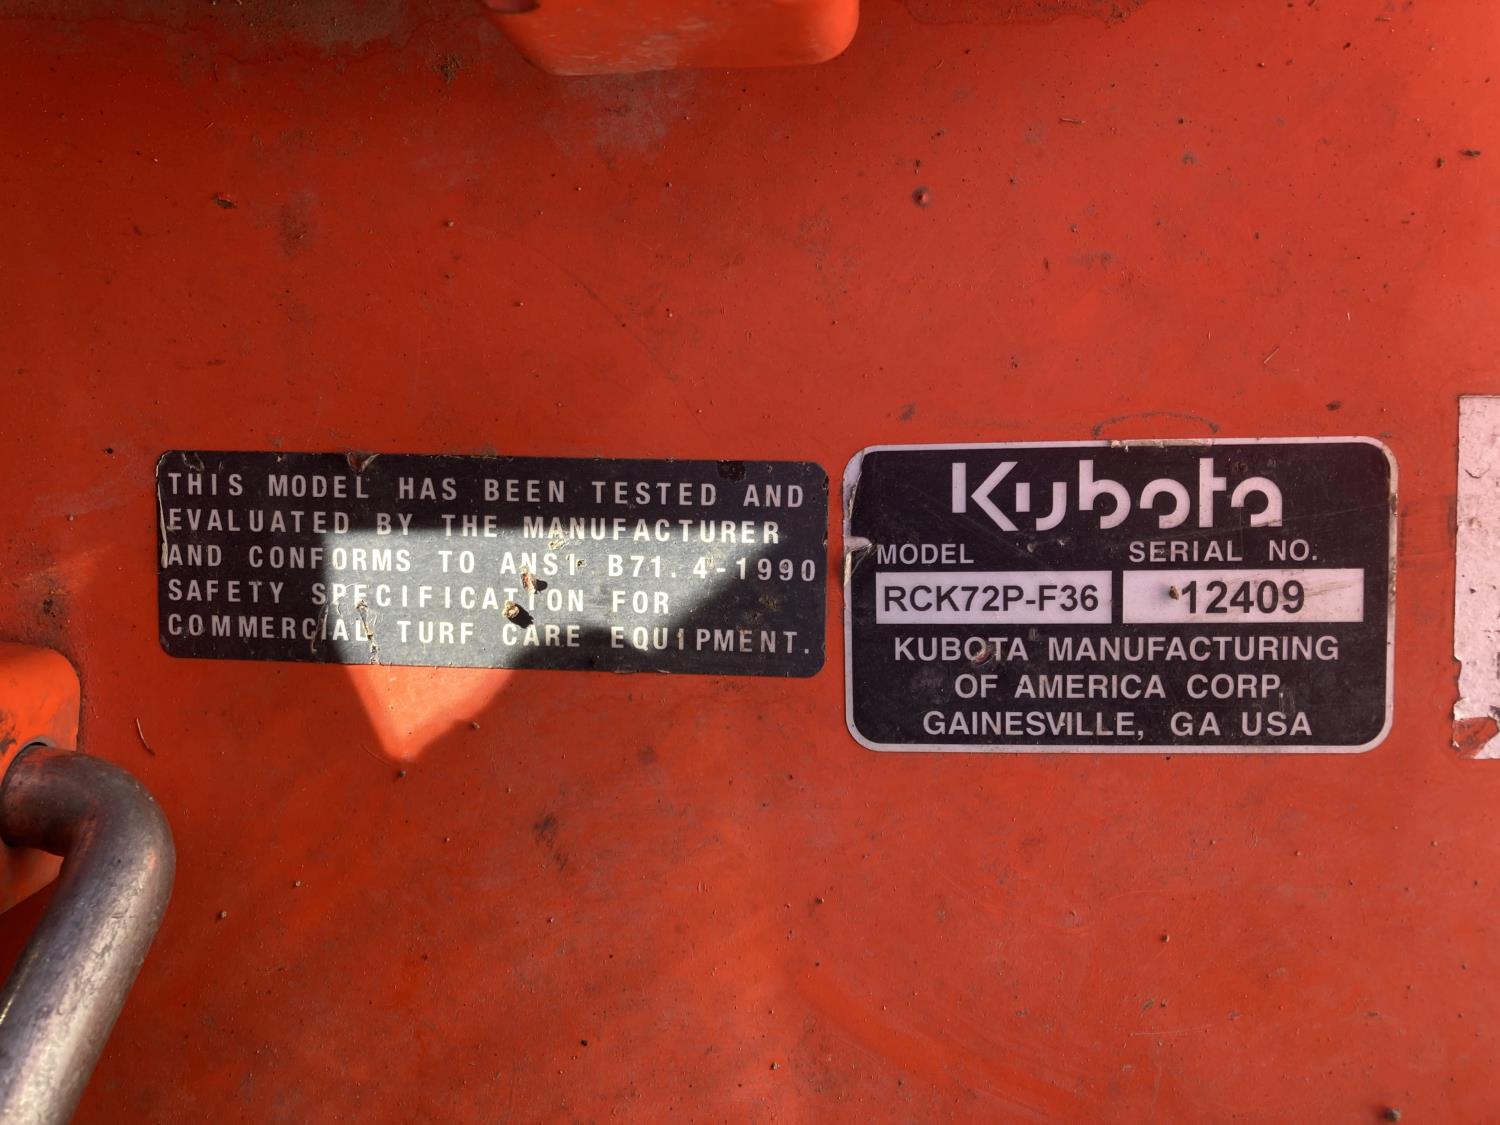 THIS MODEL HAS BEEN TESTED AND
EVALUATED BY THE MANUFACTURER
AND CONFORMS TO ANSI B71.4-1990
SAFETY SPECIFICATION FOR
COMMERCIAL TURF CARE EQUIPMENT.
Kubota
MODEL SERIAL NO.
RCK72P-F36 12409
KUBOTA MANUFACTURING
OF AMERICA CORP.
GAINESVILLE, GA USA